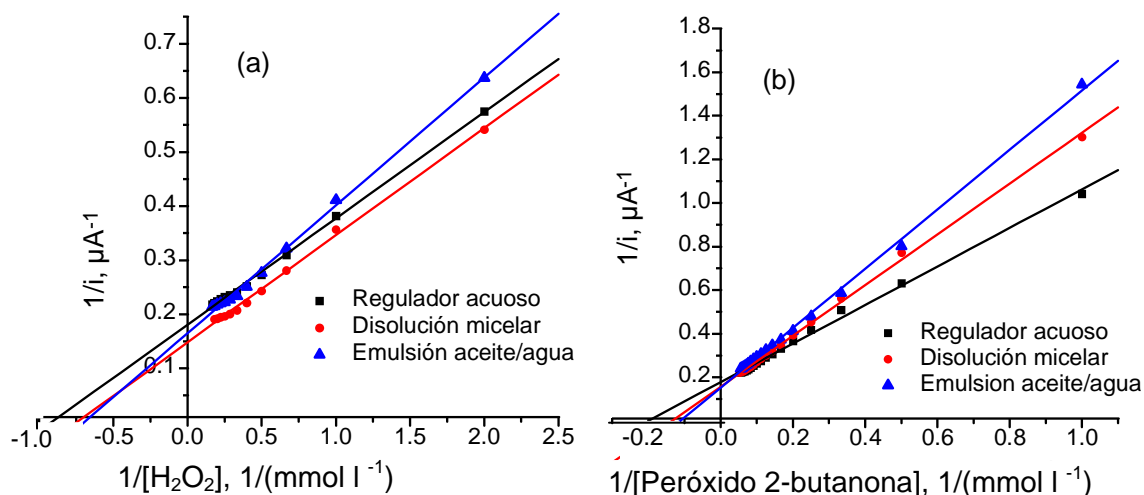 (a)
0.7
0.6
0.5
0.4
0.3
0.2
0.1
1/i, µA⁻¹
Regulador acuoso
Disolución micelar
Emulsión aceite/agua
-1.0
0.0
0.5
1.0
1.5
2.0
2.5
1/[H₂O₂], 1/(mmol l ⁻¹)
(b)
1.8
1.6
1.4
1.2
1.0
0.8
0.6
0.4
0.2
1/i, µA⁻¹
Regulador acuoso
Disolución micelar
Emulsion aceite/agua
-0.2
0.0
0.2
0.4
0.6
0.8
1.0
1/[Peróxido 2-butanona], 1/(mmol l ⁻¹)